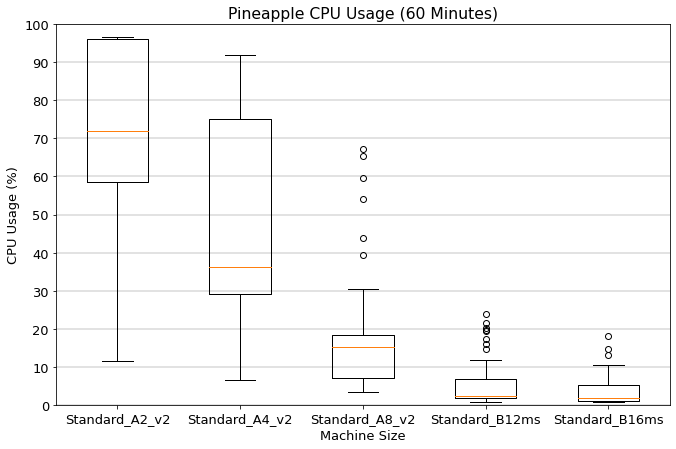 Pineapple CPU Usage (60 Minutes)
CPU Usage (%)
100
90
80
70
60
50
40
30
20
10
0
Standard_A2_v2 Standard_A4_v2 Standard_A8_v2 Standard_B12ms Standard_B16ms
Machine Size